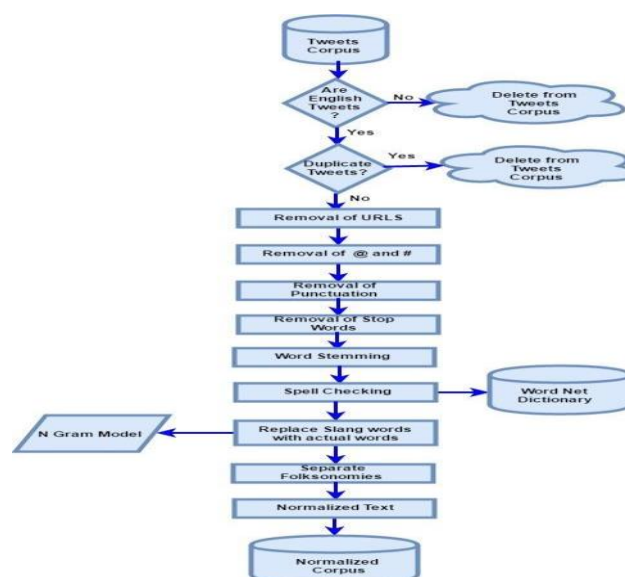 Tweets
Corpus
Are
English
Tweets
?
No
Delete from
Tweets
Corpus
Yes
Duplicate
Tweets?
Yes
Delete from
Tweets
Corpus
No
Removal of URLS
Removal of @ and #
Removal of
Punctuation
Removal of Stop
Words
Word Stemming
Spell Checking
Word Net
Dictionary
N Gram Model
Replace Slang words
with actual words
Separate
Folksonomies
Normalized Text
Normalized
Corpus